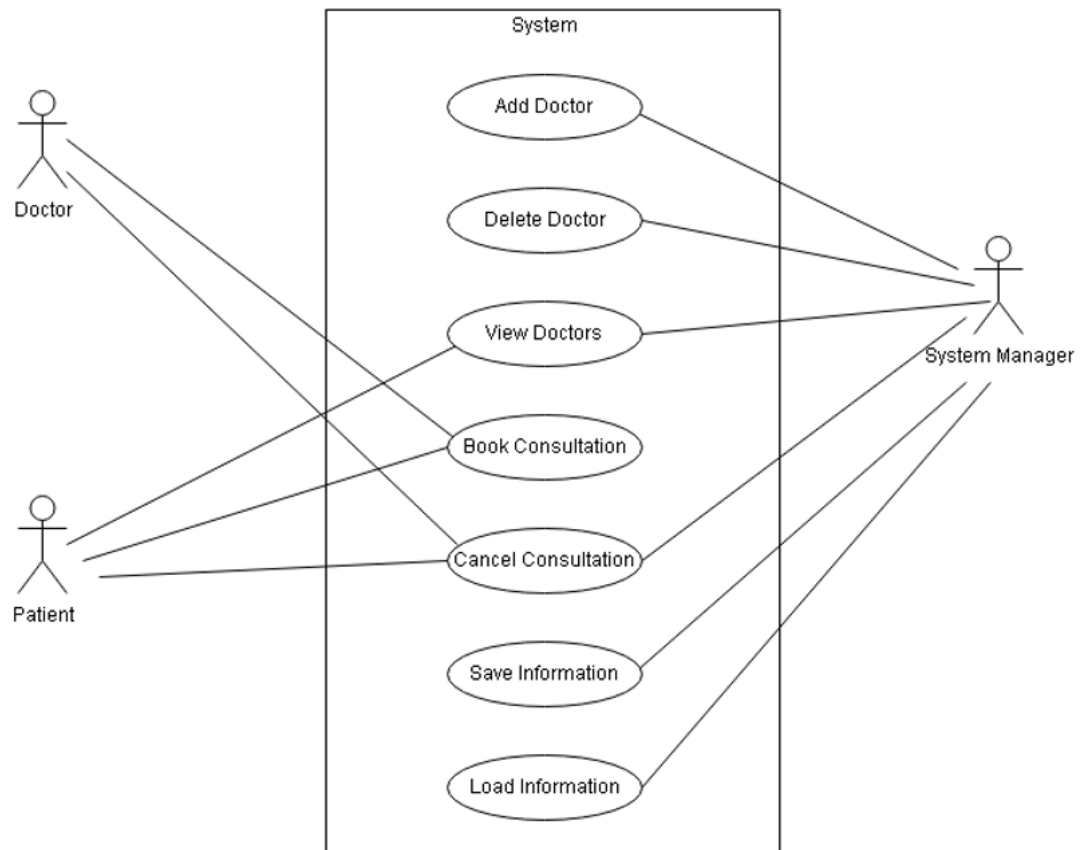 System
Add Doctor
Doctor
Delete Doctor
View Doctors
System Manager
Book Consultation
Cancel Consultation
Patient
Save Information
Load Information